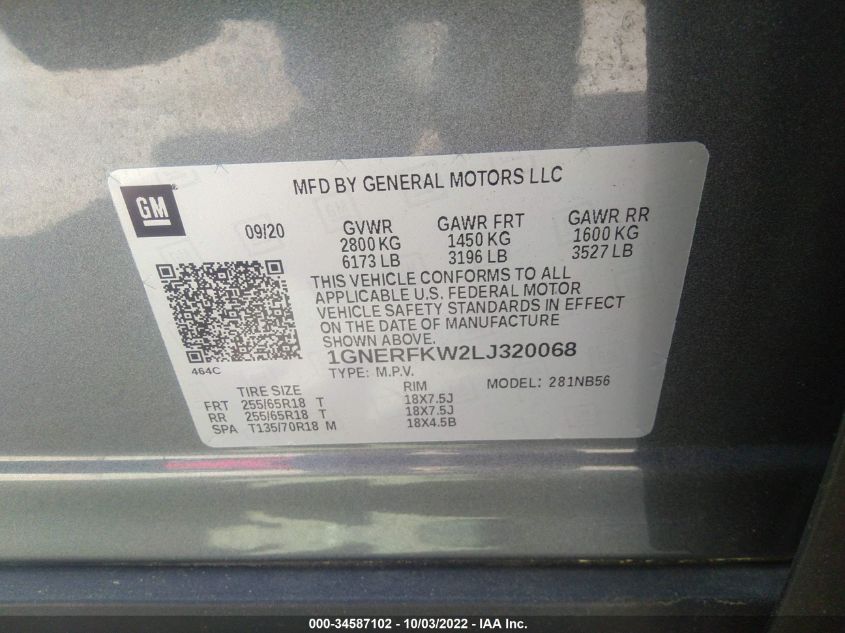 MFD BY GENERAL MOTORS LLC
GM
09/20 GVWR GAWR FRT GAWR RR
2800 KG 1450 KG 1600 KG
6173 LB 3196 LB 3527 LB
THIS VEHICLE CONFORMS TO ALL
APPLICABLE U.S. FEDERAL MOTOR
VEHICLE SAFETY STANDARDS IN EFFECT
ON THE DATE OF MANUFACTURE
SHOWN ABOVE.
464C
1GNERFKW2LJ320068
TYPE: M.P.V.
TIRE SIZE RIM MODEL: 281NB56
FRT 255/65R18 T 18X7.5J
RR 255/65R18 T 18X7.5J
SPA T135/70R18 M 18X4.5B
000-34587102 - 10/03/2022 - IAA Inc.